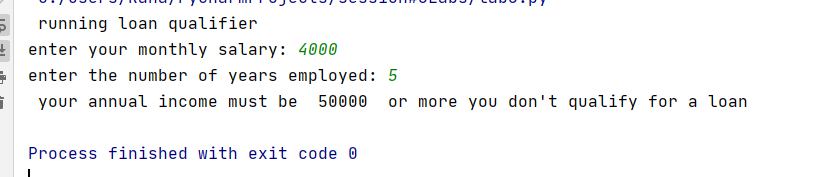 running loan qualifier
enter your monthly salary: 4000
enter the number of years employed: 5
your annual income must be  50000  or more you don't qualify for a loan
Process finished with exit code 0